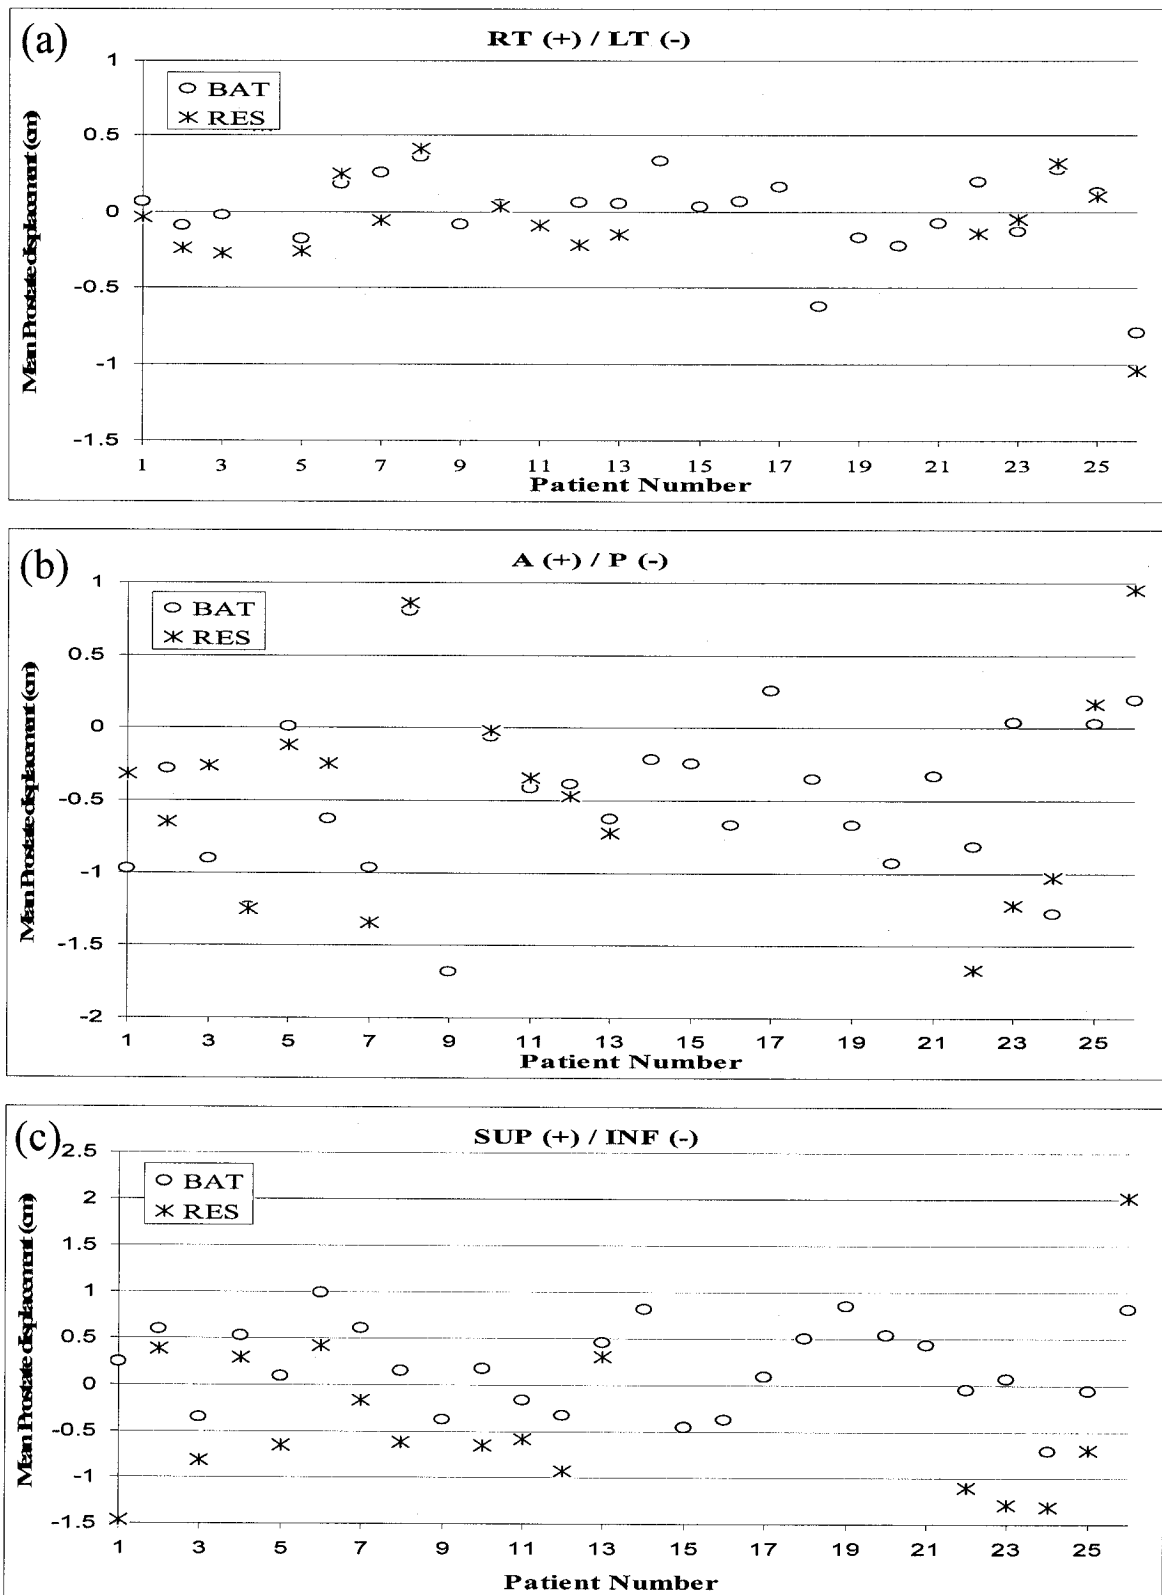 (a)
RT (+) / LT (-)
Mean Prostate displacement (cm)
1
0.5
0
-0.5
-1
-1.5
BAT
RES
1 3 5 7 9 11 13 15 17 19 21 23 25
Patient Number
(b)
A (+) / P (-)
Mean Prostate displacement (cm)
1
0.5
0
-0.5
-1
-1.5
-2
BAT
RES
1 3 5 7 9 11 13 15 17 19 21 23 25
Patient Number
(c)
SUP (+) / INF (-)
Mean Prostate displacement (cm)
2.5
2
1.5
1
0.5
0
-0.5
-1
-1.5
BAT
RES
1 3 5 7 9 11 13 15 17 19 21 23 25
Patient Number